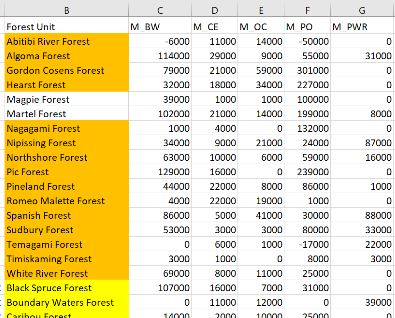 B C D E F G
Forest Unit M_BW M_CE M_OC M_PO M_PWR
Abitibi River Forest -6000 11000 14000 -50000 0
Algoma Forest 114000 29000 9000 55000 31000
Gordon Cosens Forest 79000 21000 59000 301000 0
Hearst Forest 32000 18000 34000 227000 0
Magpie Forest 39000 1000 1000 100000 0
Martel Forest 102000 21000 14000 199000 8000
Nagagami Forest 1000 4000 0 132000 0
Nipissing Forest 34000 9000 21000 24000 87000
Northshore Forest 63000 10000 6000 59000 16000
Pic Forest 129000 16000 0 239000 0
Pineland Forest 44000 22000 8000 86000 1000
Romeo Malette Forest 4000 22000 19000 1000 0
Spanish Forest 86000 5000 41000 30000 88000
Sudbury Forest 53000 3000 3000 80000 33000
Temagami Forest 0 6000 1000 -17000 22000
Timiskaming Forest 3000 1000 0 8000 3000
White River Forest 69000 8000 11000 25000 0
Black Spruce Forest 107000 16000 7000 31000 0
Boundary Waters Forest 0 11000 12000 0 39000
Caribou Forest 14000 2000 10000 25000 0